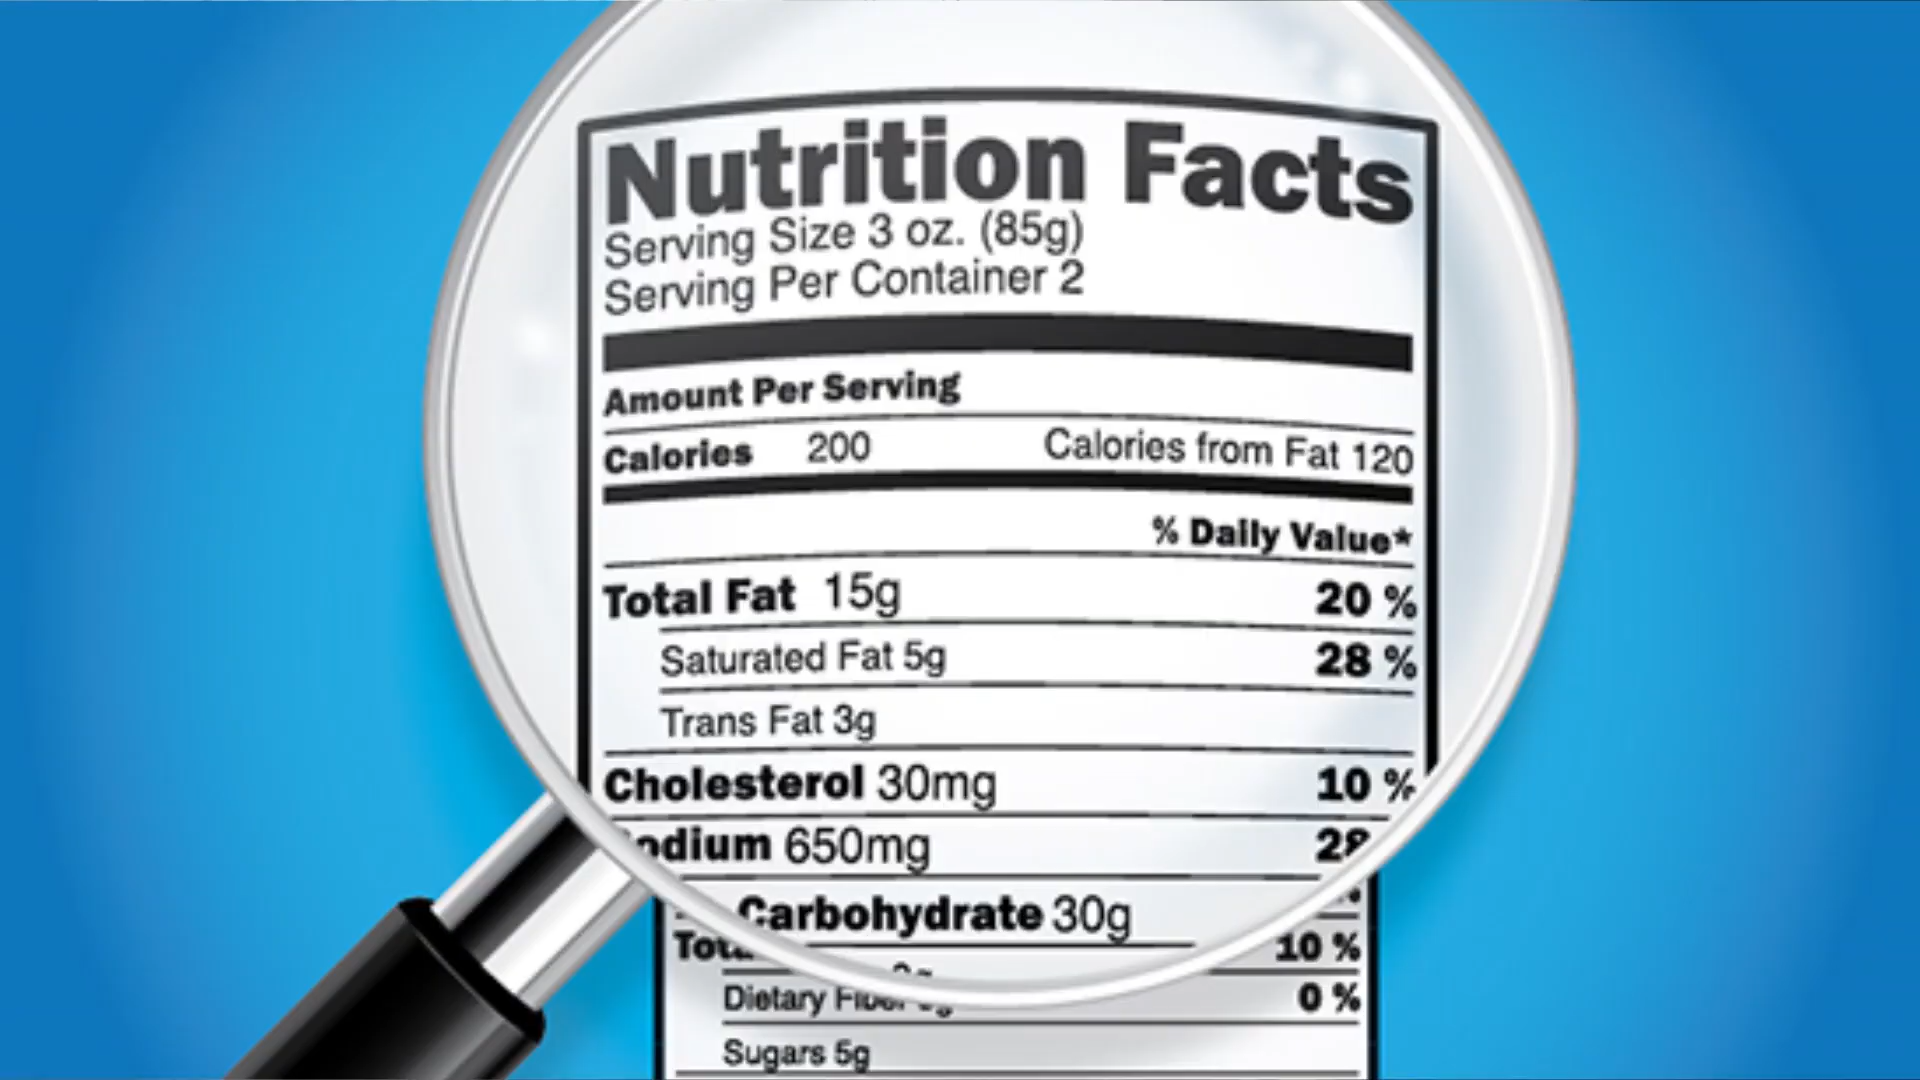 Nutrition Facts
Serving Size 3 oz. (85g)
Serving Per Container 2
Amount Per Serving
Calories 200 Calories from Fat 120
% Daily Value*
Total Fat 15g 20 %
Saturated Fat 5g 28 %
Trans Fat 3g
Cholesterol 30mg 10 %
650mg
Carbohydrate 30g
10 %
Dietary 0 %
Sugars 5g